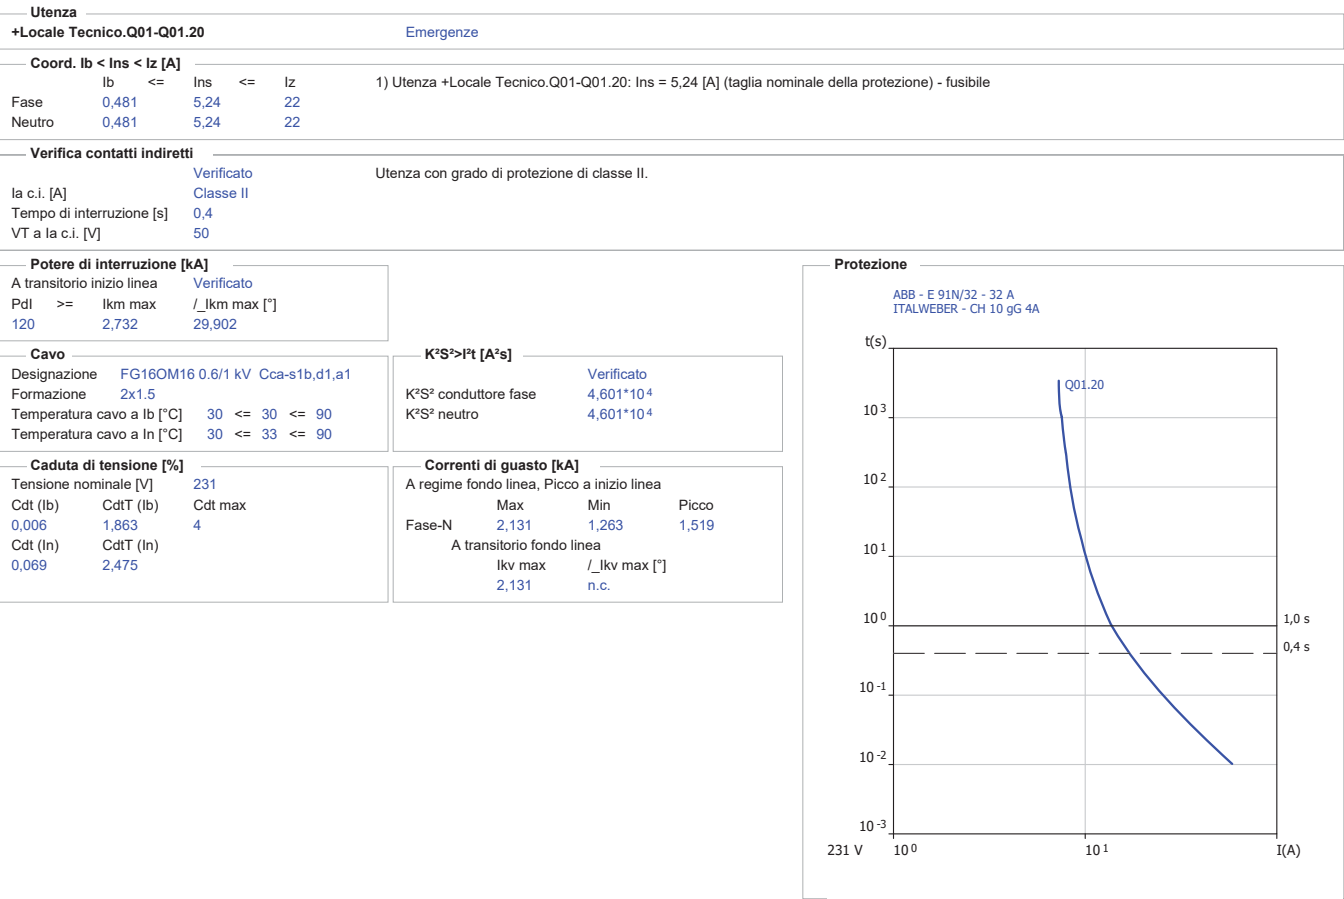 Utenza
+Locale Tecnico.Q01-Q01.20 Emergenze
Coord. Ib < Ins < Iz [A]
Ib <= Ins <= Iz 1) Utenza +Locale Tecnico.Q01-Q01.20: Ins = 5,24 [A] (taglia nominale della protezione) - fusibile
Fase 0,481 5,24 22
Neutro 0,481 5,24 22
Verifica contatti indiretti
Verificato Utenza con grado di protezione di classe II.
Ia c.i. [A] Classe II
Tempo di interruzione [s] 0,4
VT a Ia c.i. [V] 50
Potere di interruzione [kA]
A transitorio inizio linea Verificato
PdI >= Ikm max /_Ikm max [°]
120 2,732 29,902
Cavo
Designazione FG16OM16 0.6/1 kV Cca-s1b,d1,a1
Formazione 2x1.5
Temperatura cavo a Ib [°C] 30 <= 30 <= 90
Temperatura cavo a In [°C] 30 <= 33 <= 90
K²S²>I²t [A²s]
Verificato
K²S² conduttore fase 4,601*10⁴
K²S² neutro 4,601*10⁴
Caduta di tensione [%]
Tensione nominale [V] 231
Cdt (Ib) CdtT (Ib) Cdt max
0,006 1,863 4
Cdt (In) CdtT (In)
0,069 2,475
Correnti di guasto [kA]
A regime fondo linea, Picco a inizio linea
Max Min Picco
Fase-N 2,131 1,263 1,519
A transitorio fondo linea
Ikv max /_Ikv max [°]
2,131 n.c.
Protezione
ABB - E 91N/32 - 32 A
ITALWEBER - CH 10 gG 4A
t(s)
Q01.20
10³
10²
10¹
10⁰
1,0 s
0,4 s
10⁻¹
10⁻²
10⁻³
231 V 10⁰ 10¹ I(A)